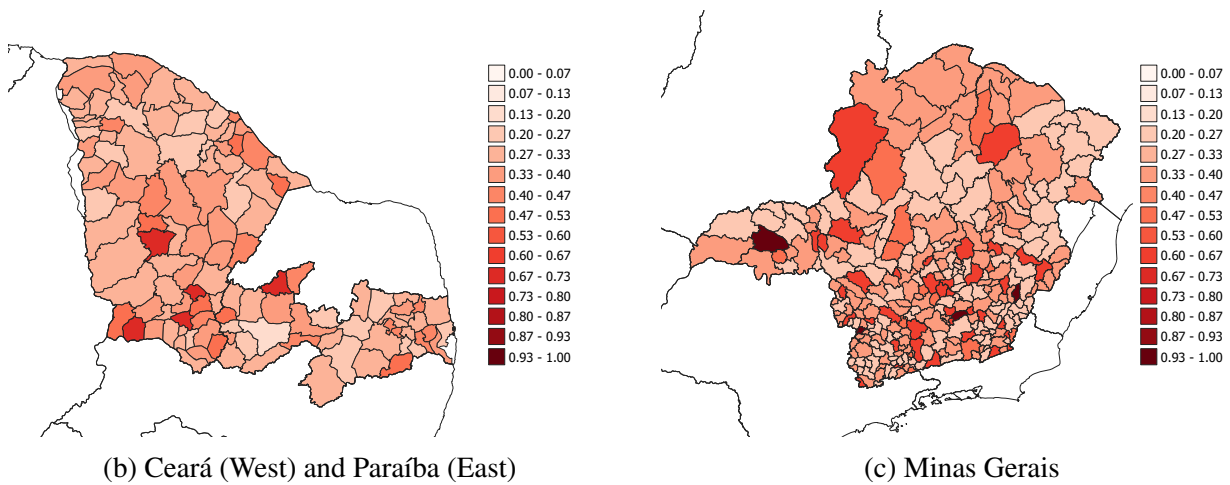 0.00 - 0.07
0.07 - 0.13
0.13 - 0.20
0.20 - 0.27
0.27 - 0.33
0.33 - 0.40
0.40 - 0.47
0.47 - 0.53
0.53 - 0.60
0.60 - 0.67
0.67 - 0.73
0.73 - 0.80
0.80 - 0.87
0.87 - 0.93
0.93 - 1.00
(b) Ceará (West) and Paraíba (East)
0.00 - 0.07
0.07 - 0.13
0.13 - 0.20
0.20 - 0.27
0.27 - 0.33
0.33 - 0.40
0.40 - 0.47
0.47 - 0.53
0.53 - 0.60
0.60 - 0.67
0.67 - 0.73
0.73 - 0.80
0.80 - 0.87
0.87 - 0.93
0.93 - 1.00
(c) Minas Gerais